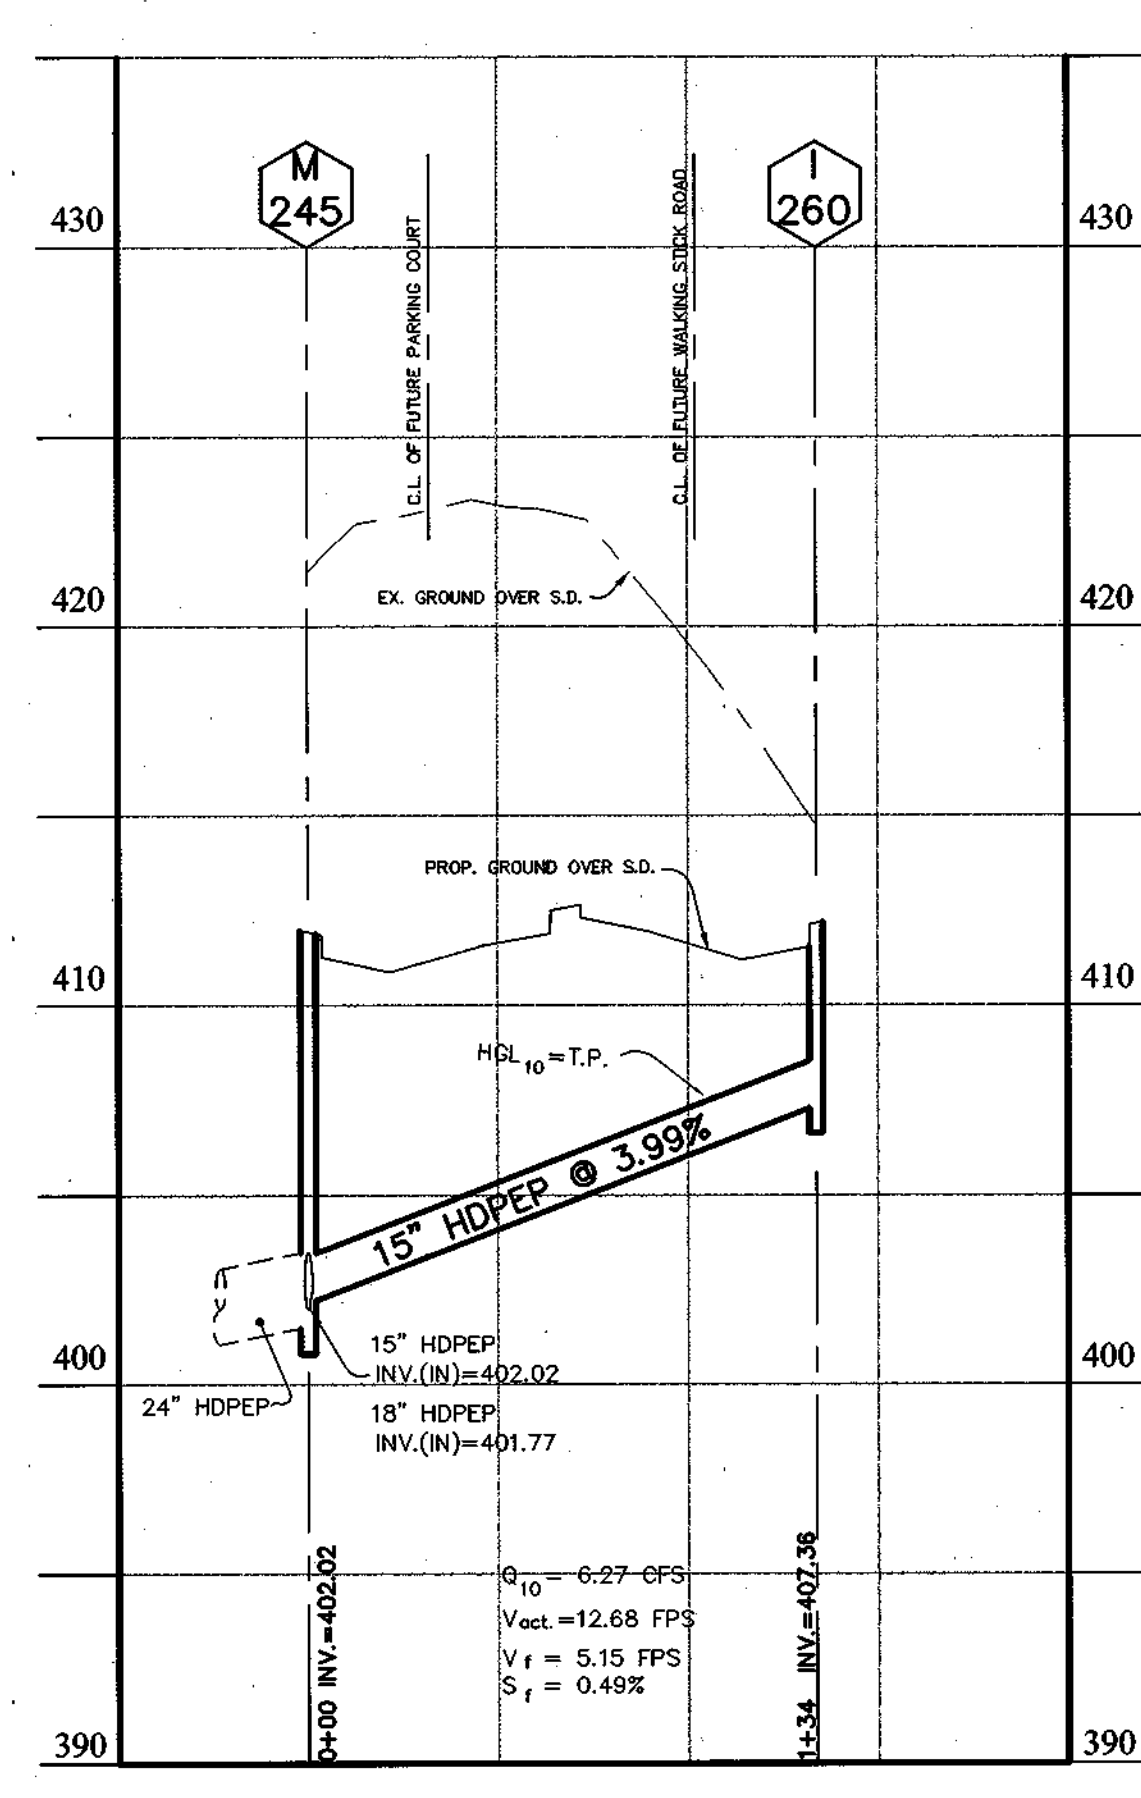 M
245
I
260
430
430
C.L. OF FUTURE PARKING COURT
C.L. OF FUTURE WALKING STICK ROAD
420
EX. GROUND OVER S.D.
420
PROP. GROUND OVER S.D.
410
410
HGL10=T.P.
15" HDPEP @ 3.99%
400
15" HDPEP
INV.(IN)=402.02
400
24" HDPEP
18" HDPEP
INV.(IN)=401.77
0+00 INV.=402.02
Q10= 6.27 CFS
Vact.=12.68 FPS
Vf = 5.15 FPS
Sf = 0.49%
1+34 INV.=407.36
390
390